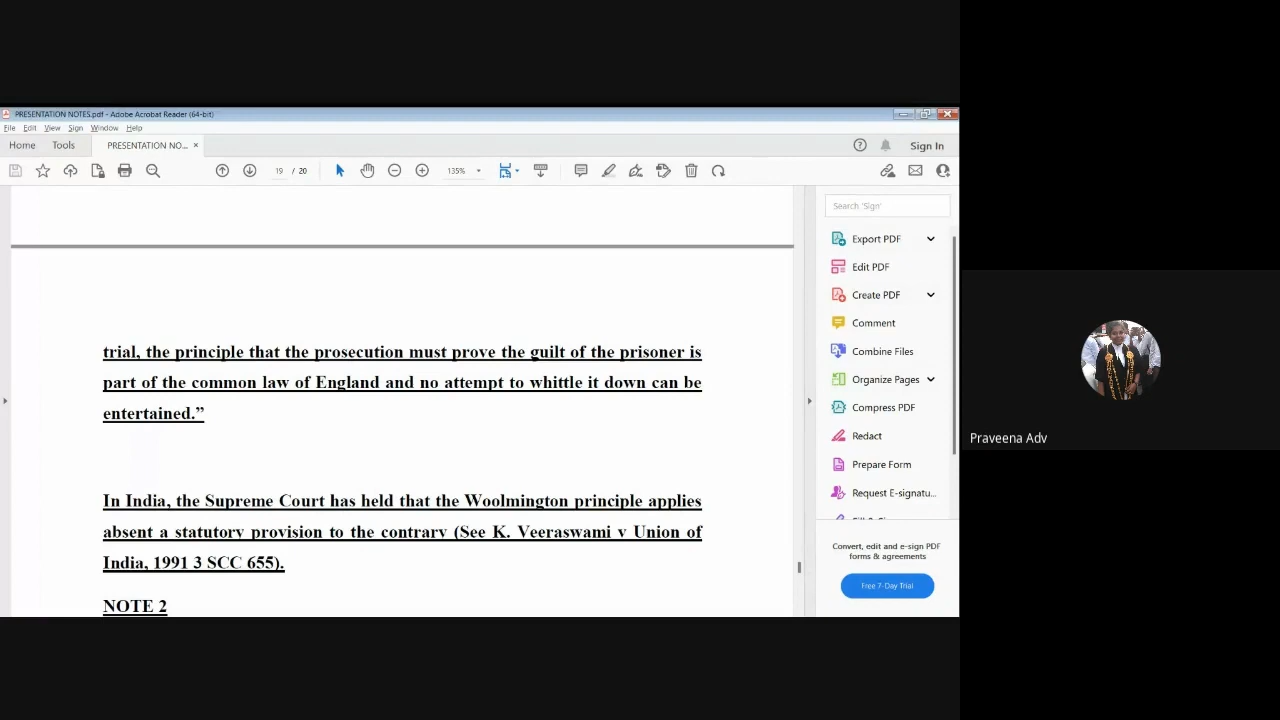 PRESENTATION NOTES.pdf - Adobe Acrobat Reader (64-bit)
File Edit View Sign Window Help
Home Tools PRESENTATION NO... × Sign In
19 / 20 135%
Search 'Sign'
Export PDF
Edit PDF
Create PDF
Comment
Combine Files
Organize Pages
Compress PDF
Redact
Prepare Form
Request E-signatu...
Convert, edit and e-sign PDF
forms & agreements
Free 7-Day Trial
trial, the principle that the prosecution must prove the guilt of the prisoner is
part of the common law of England and no attempt to whittle it down can be
entertained.”
In India, the Supreme Court has held that the Woolmington principle applies
absent a statutory provision to the contrary (See K. Veeraswami v Union of
India, 1991 3 SCC 655).
NOTE 2
Praveena Adv